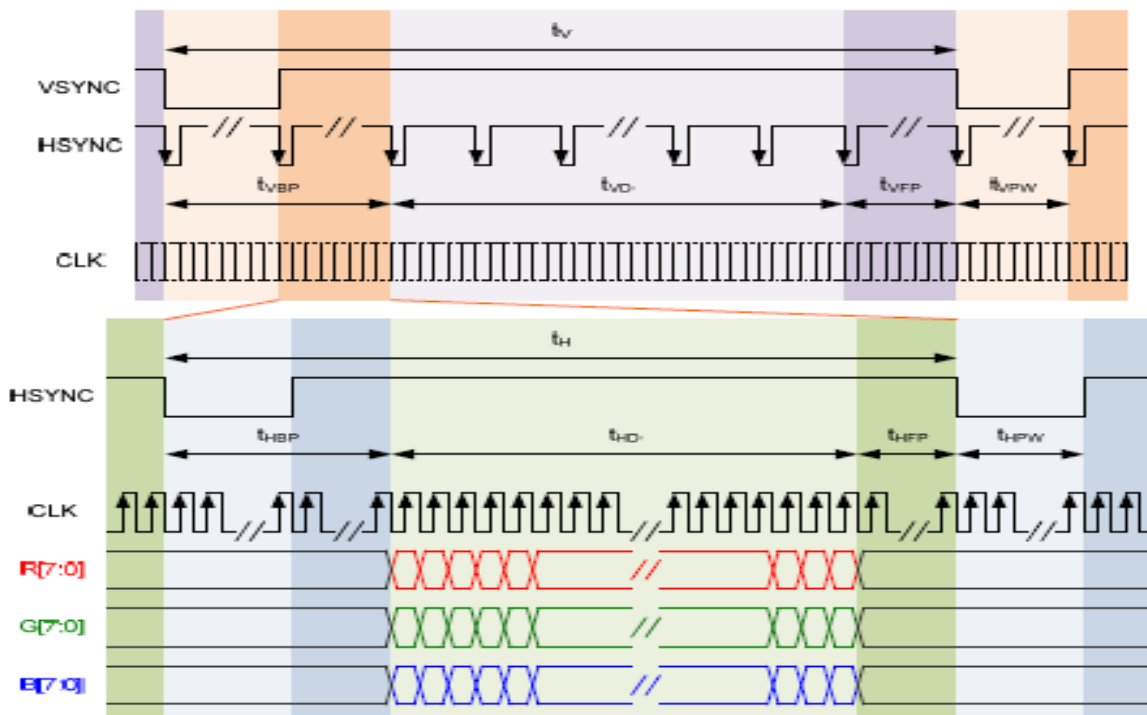 tV
VSYNC
//
//
//
//
//
HSYNC
tVBP
tVD
tVFP
tVPW
CLK
tH
HSYNC
tHBP
tHD
tHFP
tHPW
CLK
//
//
//
//
//
R[7:0]
//
G[7:0]
//
B[7:0]
//